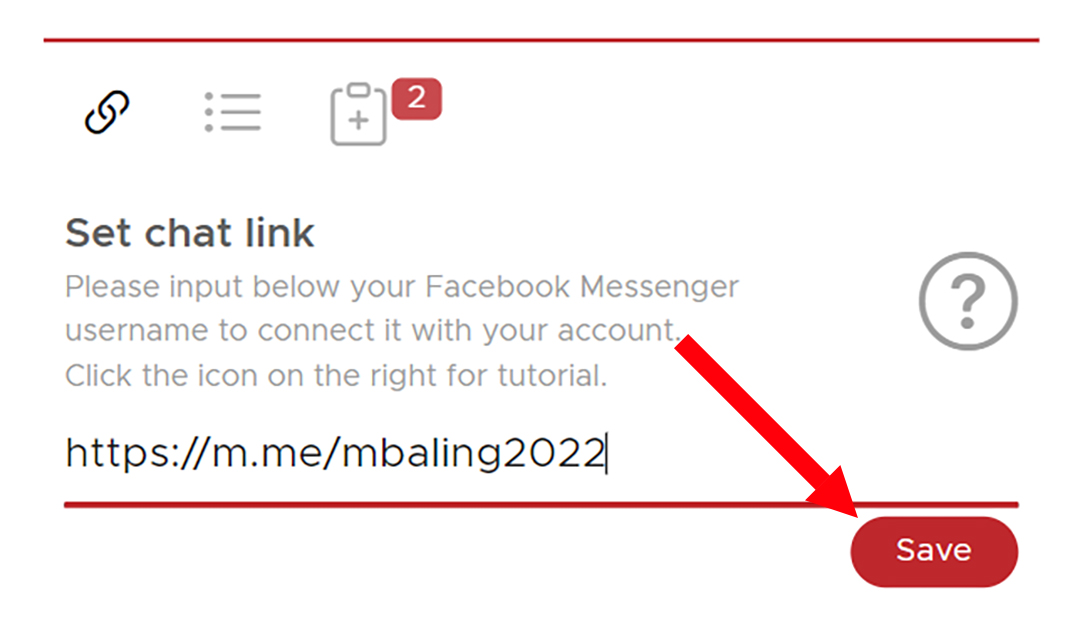 2
Set chat link
Please input below your Facebook Messenger
username to connect it with your account.
Click the icon on the right for tutorial.
?
https://m.me/mbaling2022
Save